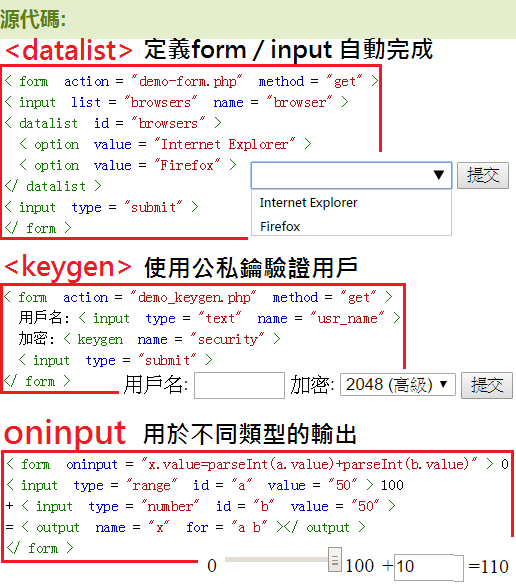 源代碼:
<datalist> 定義form / input 自動完成
< form action = "demo-form.php" method = "get" >
< input list = "browsers" name = "browser" >
< datalist id = "browsers" >
< option value = "Internet Explorer" >
< option value = "Firefox" >
</ datalist >
< input type = "submit" >
</ form >
▼ 提交
Internet Explorer
Firefox
<keygen> 使用公私鑰驗證用戶
< form action = "demo_keygen.php" method = "get" >
用戶名: < input type = "text" name = "usr_name" >
加密: < keygen name = "security" >
< input type = "submit" >
</ form >
用戶名: 加密: 2048 (高級) ▼ 提交
oninput 用於不同類型的輸出
< form oninput = "x.value=parseInt(a.value)+parseInt(b.value)" > 0
< input type = "range" id = "a" value = "50" > 100
+ < input type = "number" id = "b" value = "50" >
= < output name = "x" for = "a b" ></ output >
</ form >
0 100 +10 =110